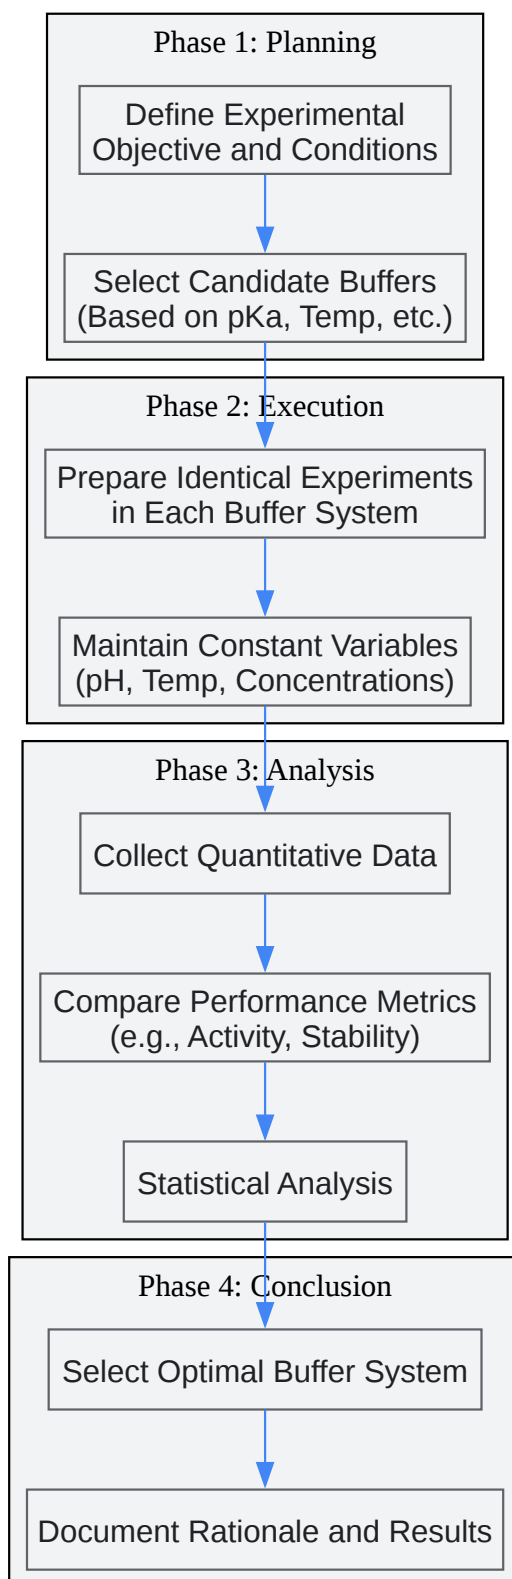 Phase 1: Planning
Define Experimental
Objective and Conditions
Select Candidate Buffers
(Based on pKa, Temp, etc.)
Phase 2: Execution
Prepare Identical Experiments
in Each Buffer System
Maintain Constant Variables
(pH, Temp, Concentrations)
Phase 3: Analysis
Collect Quantitative Data
Compare Performance Metrics
(e.g., Activity, Stability)
Statistical Analysis
Phase 4: Conclusion
Select Optimal Buffer System
Document Rationale and Results